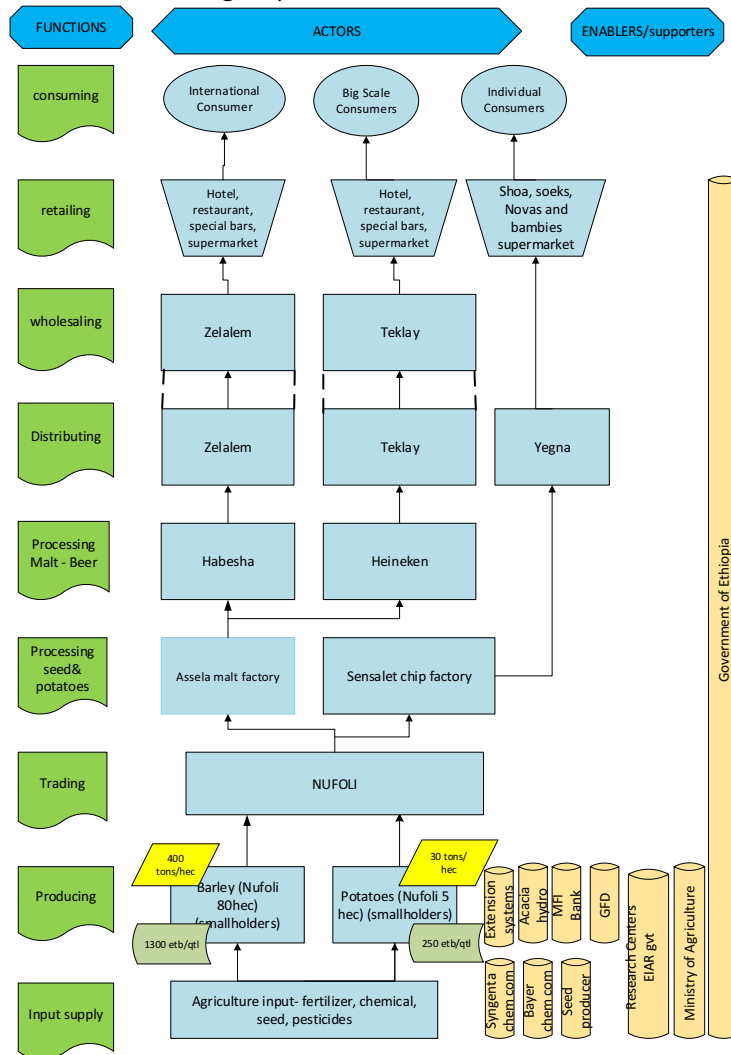 FUNCTIONS
ACTORS
ENABLERS/supporters
consuming
International
Consumer
Big Scale
Consumers
Individual
Consumers
retailing
Hotel,
restaurant,
special bars,
supermarket
Hotel,
restaurant,
special bars,
supermarket
Shoa, soeks,
Novas and
bambies
supermarket
wholesaling
Zelalem
Teklay
Distributing
Zelalem
Teklay
Yegna
Processing
Malt - Beer
Habesha
Heineken
Processing
seed&
potatoes
Assela malt factory
Sensalet chip factory
Trading
NUFOLI
Producing
400
tons/hec
Barley (Nufoli
80hec)
(smallholders)
1300 etb/qtl
30 tons/
hec
Potatoes (Nufoli 5
hec) (smallholders)
250 etb/qtl
Extension
systems
Acacia
hydro
MFI
Bank
GFD
Research Centers
EIAR gvt
Ministry of Agriculture
Government of Ethiopia
Input supply
Agriculture input- fertilizer, chemical,
seed, pesticides
Syngenta
chem com
Bayer
chem com
Seed
producer